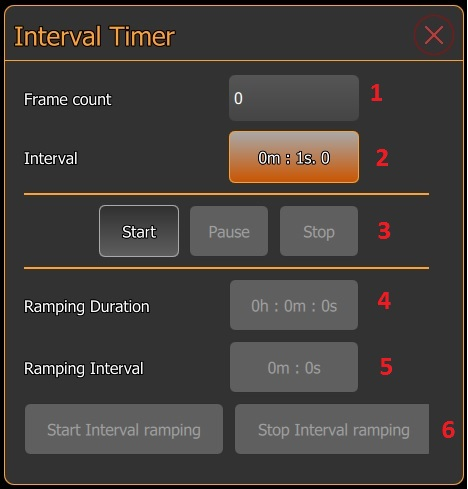 Interval Timer
Frame count 0 1
Interval 0m : 1s. 0 2
Start Pause Stop 3
Ramping Duration 0h : 0m : 0s 4
Ramping Interval 0m : 0s 5
Start Interval ramping Stop Interval ramping 6